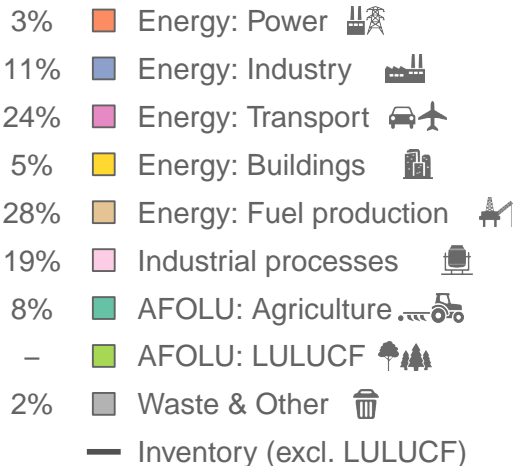 3% Energy: Power
11% Energy: Industry
24% Energy: Transport
5% Energy: Buildings
28% Energy: Fuel production
19% Industrial processes
8% AFOLU: Agriculture
– AFOLU: LULUCF
2% Waste & Other
Inventory (excl. LULUCF)